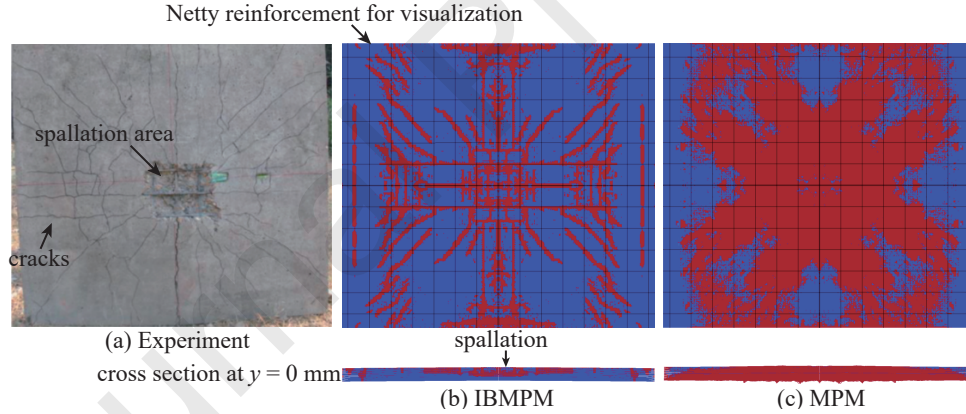 Netty reinforcement for visualization
spallation area
cracks
(a) Experiment
spallation
cross section at y = 0 mm
(b) IBMPM
(c) MPM